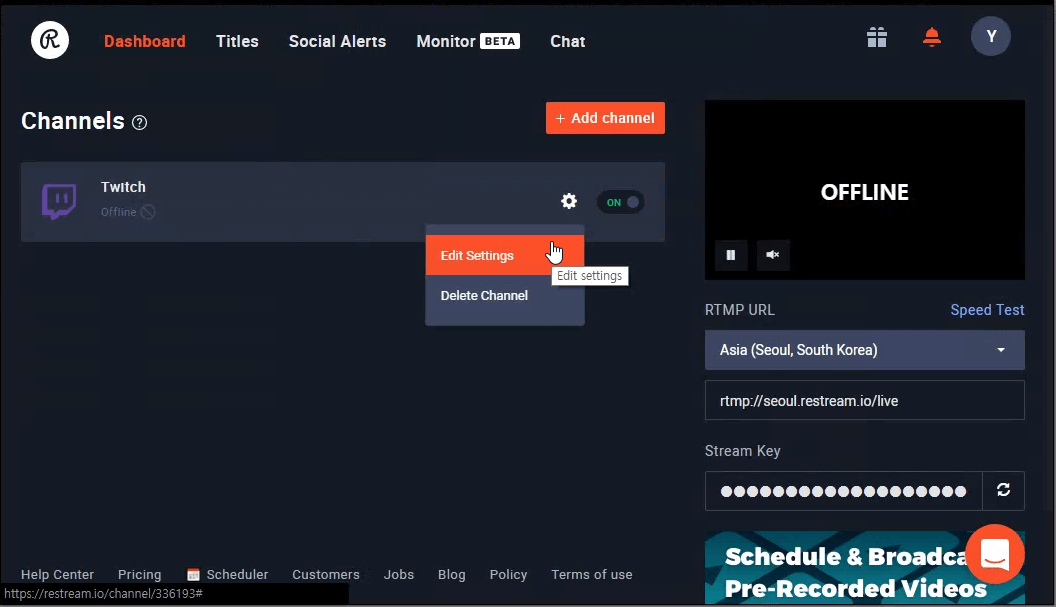 Dashboard Titles Social Alerts Monitor BETA Chat
Y
Channels ?
+ Add channel
Twitch
Offline
ON
Edit Settings
Edit settings
Delete Channel
OFFLINE
RTMP URL Speed Test
Asia (Seoul, South Korea)
rtmp://seoul.restream.io/live
Stream Key
Schedule & Broadca
Pre-Recorded Videos
Help Center Pricing Scheduler Customers Jobs Blog Policy Terms of use
https://restream.io/channel/336193#